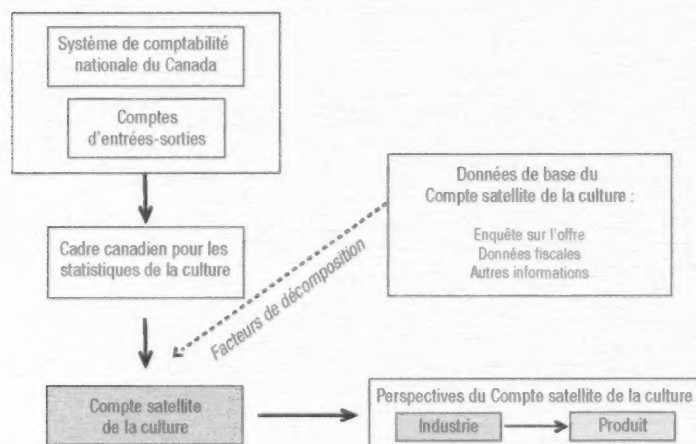 Système de comptabilité
nationale du Canada
Comptes
d'entrées-sorties
Cadre canadien pour les
statistiques de la culture
Données de base du
Compte satellite de la culture :
Enquête sur l'offre
Données fiscales
Autres informations
Facteurs de décomposition
Compte satellite
de la culture
Perspectives du Compte satellite de la culture
Industrie
Produit